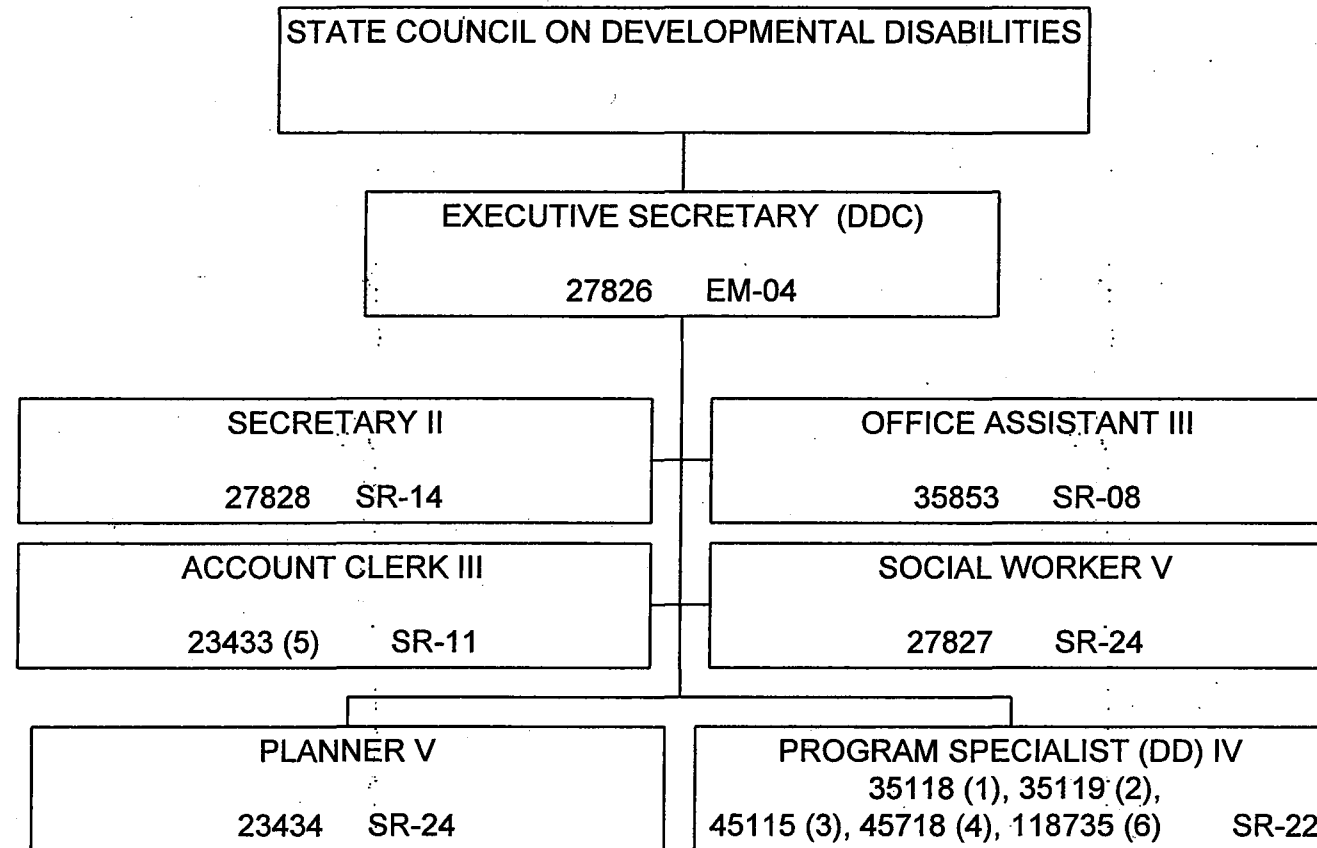 STATE COUNCIL ON DEVELOPMENTAL DISABILITIES
EXECUTIVE SECRETARY (DDC)
27826 EM-04
SECRETARY II
27828 SR-14
OFFICE ASSISTANT III
35853 SR-08
ACCOUNT CLERK III
23433 (5) SR-11
SOCIAL WORKER V
27827 SR-24
PLANNER V
23434 SR-24
PROGRAM SPECIALIST (DD) IV
35118 (1), 35119 (2),
45115 (3), 45718 (4), 118735 (6) SR-22